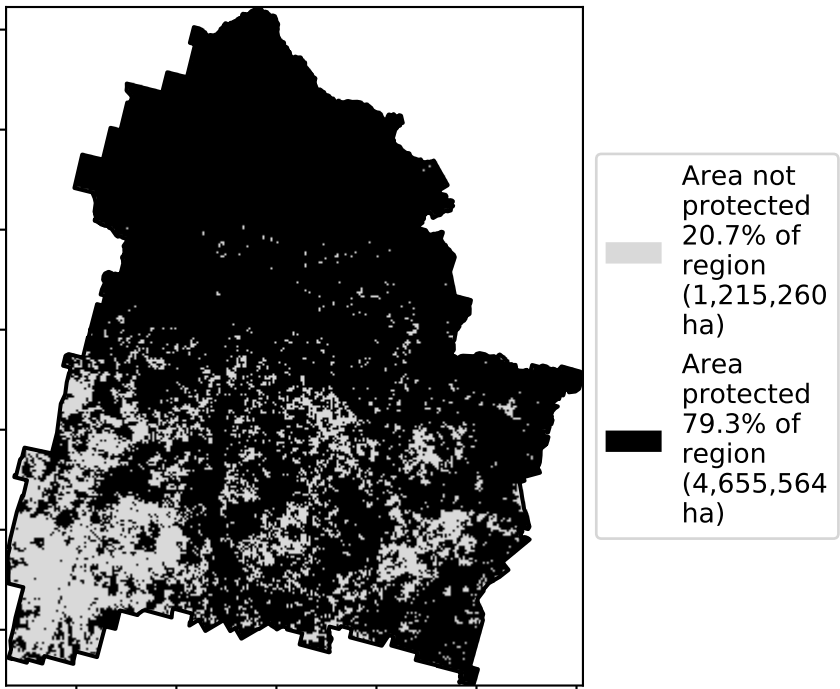 Area not
protected
20.7% of
region
(1,215,260
ha)
Area
protected
79.3% of
region
(4,655,564
ha)